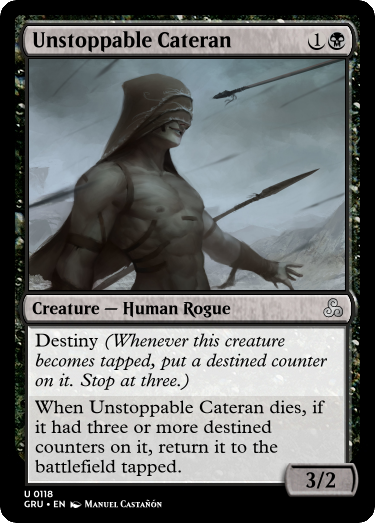 Unstoppable Cateran 1
Creature — Human Rogue
Destiny (Whenever this creature
becomes tapped, put a destined counter
on it. Stop at three.)
When Unstoppable Cateran dies, if
it had three or more destined
counters on it, return it to the
battlefield tapped.
3/2
U 0118
GRU • EN Manuel Castañón